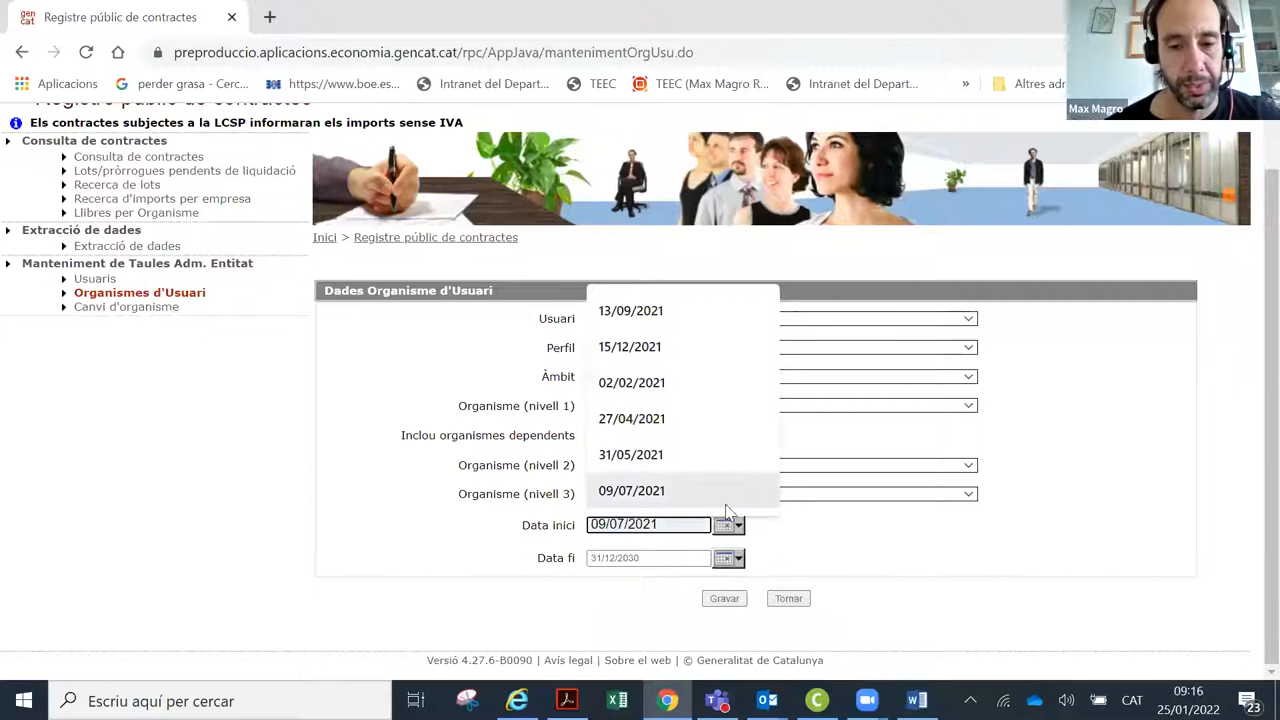 gen
cat
Registre públic de contractes
preproduccio.aplicacions.economia.gencat.cat/rpc/AppJava/mantenimentOrgUsu.do
Aplicacions
perder grasa - Cerc...
https://www.boe.es...
Intranet del Depart...
TEEC
TEEC (Max Magro R...
Intranet del Depart...
»
Altres adr
Max Magro
Registre públic de contractes
Els contractes subjectes a la LCSP informaran els imports sense IVA
Consulta de contractes
Consulta de contractes
Lots/pròrrogues pendents de liquidació
Recerca de lots
Recerca d'imports per empresa
Llibres per Organisme
Extracció de dades
Extracció de dades
Manteniment de Taules Adm. Entitat
Usuaris
Organismes d'Usuari
Canvi d'organisme
Inici > Registre públic de contractes
Dades Organisme d'Usuari
Usuari
Perfil
Àmbit
Organisme (nivell 1)
Inclou organismes dependents
Organisme (nivell 2)
Organisme (nivell 3)
13/09/2021
15/12/2021
02/02/2021
27/04/2021
31/05/2021
09/07/2021
Data inici 09/07/2021
Data fi 31/12/2030
Gravar Tornar
Versió 4.27.6-B0090 | Avís legal | Sobre el web | © Generalitat de Catalunya
Escriu aquí per cercar
CAT
09:16
25/01/2022
23